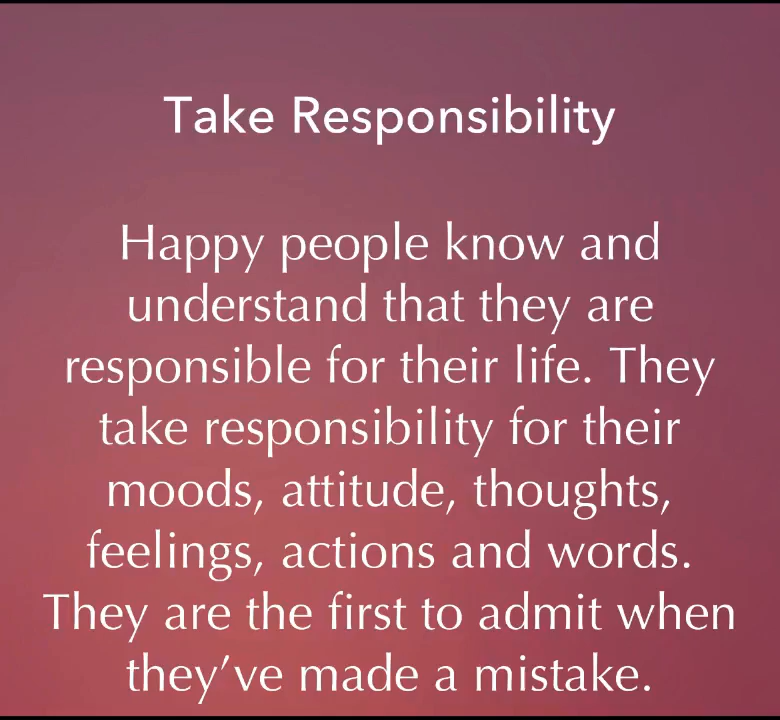 Take Responsibility
Happy people know and
understand that they are
responsible for their life. They
take responsibility for their
moods, attitude, thoughts,
feelings, actions and words.
They are the first to admit when
they’ve made a mistake.